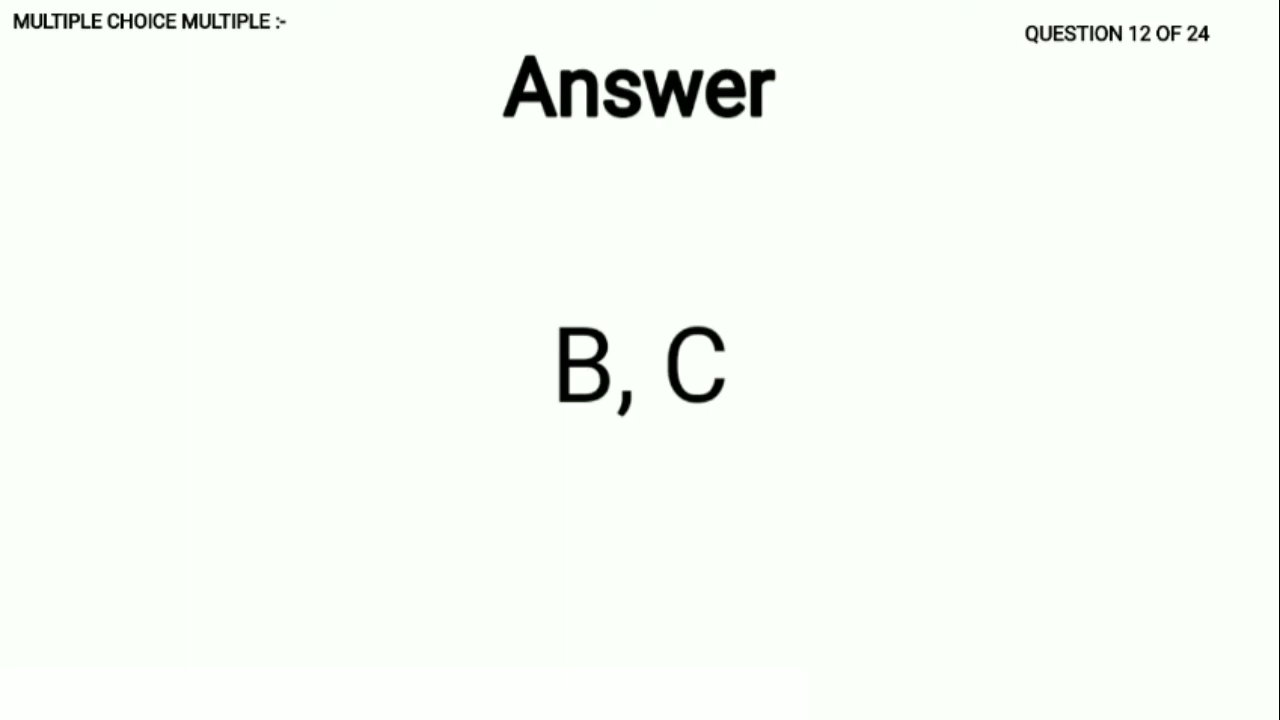 MULTIPLE CHOICE MULTIPLE :-
QUESTION 12 OF 24
Answer
B, C